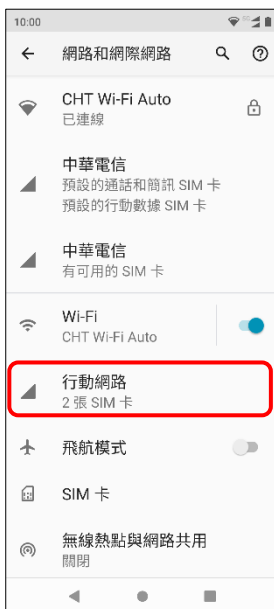 10:00
網路和網際網路
CHT Wi-Fi Auto
已連線
中華電信
預設的通話和簡訊 SIM 卡
預設的行動數據 SIM 卡
中華電信
有可用的 SIM 卡
Wi-Fi
CHT Wi-Fi Auto
行動網路
2 張 SIM 卡
飛航模式
SIM 卡
無線熱點與網路共用
關閉